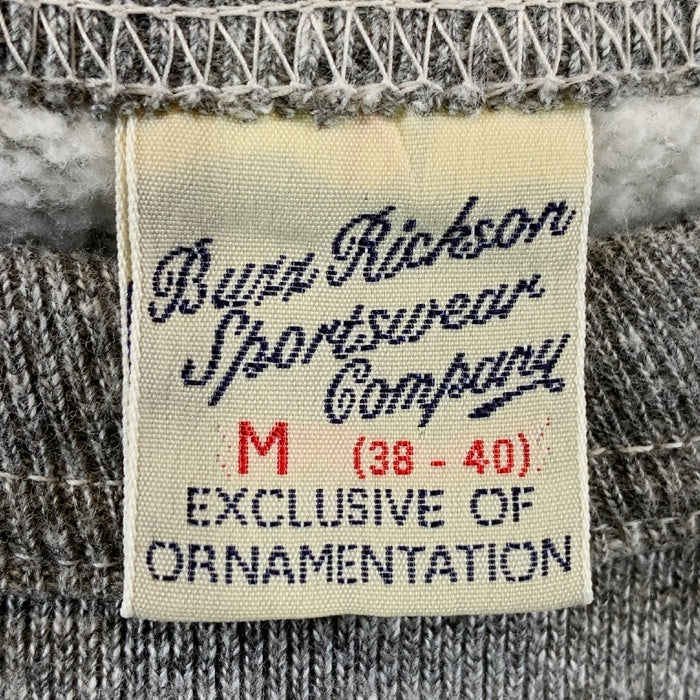 Buzz Rickson
Sportswear
Company
M (38 - 40)
EXCLUSIVE OF
ORNAMENTATION